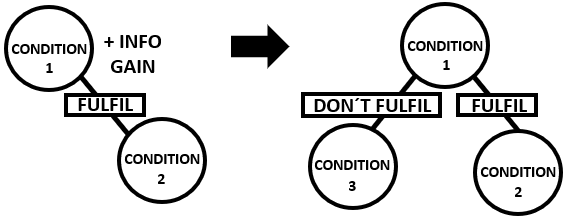 CONDITION
1
+ INFO
GAIN
FULFIL
CONDITION
2
CONDITION
1
DON´T FULFIL
FULFIL
CONDITION
3
CONDITION
2